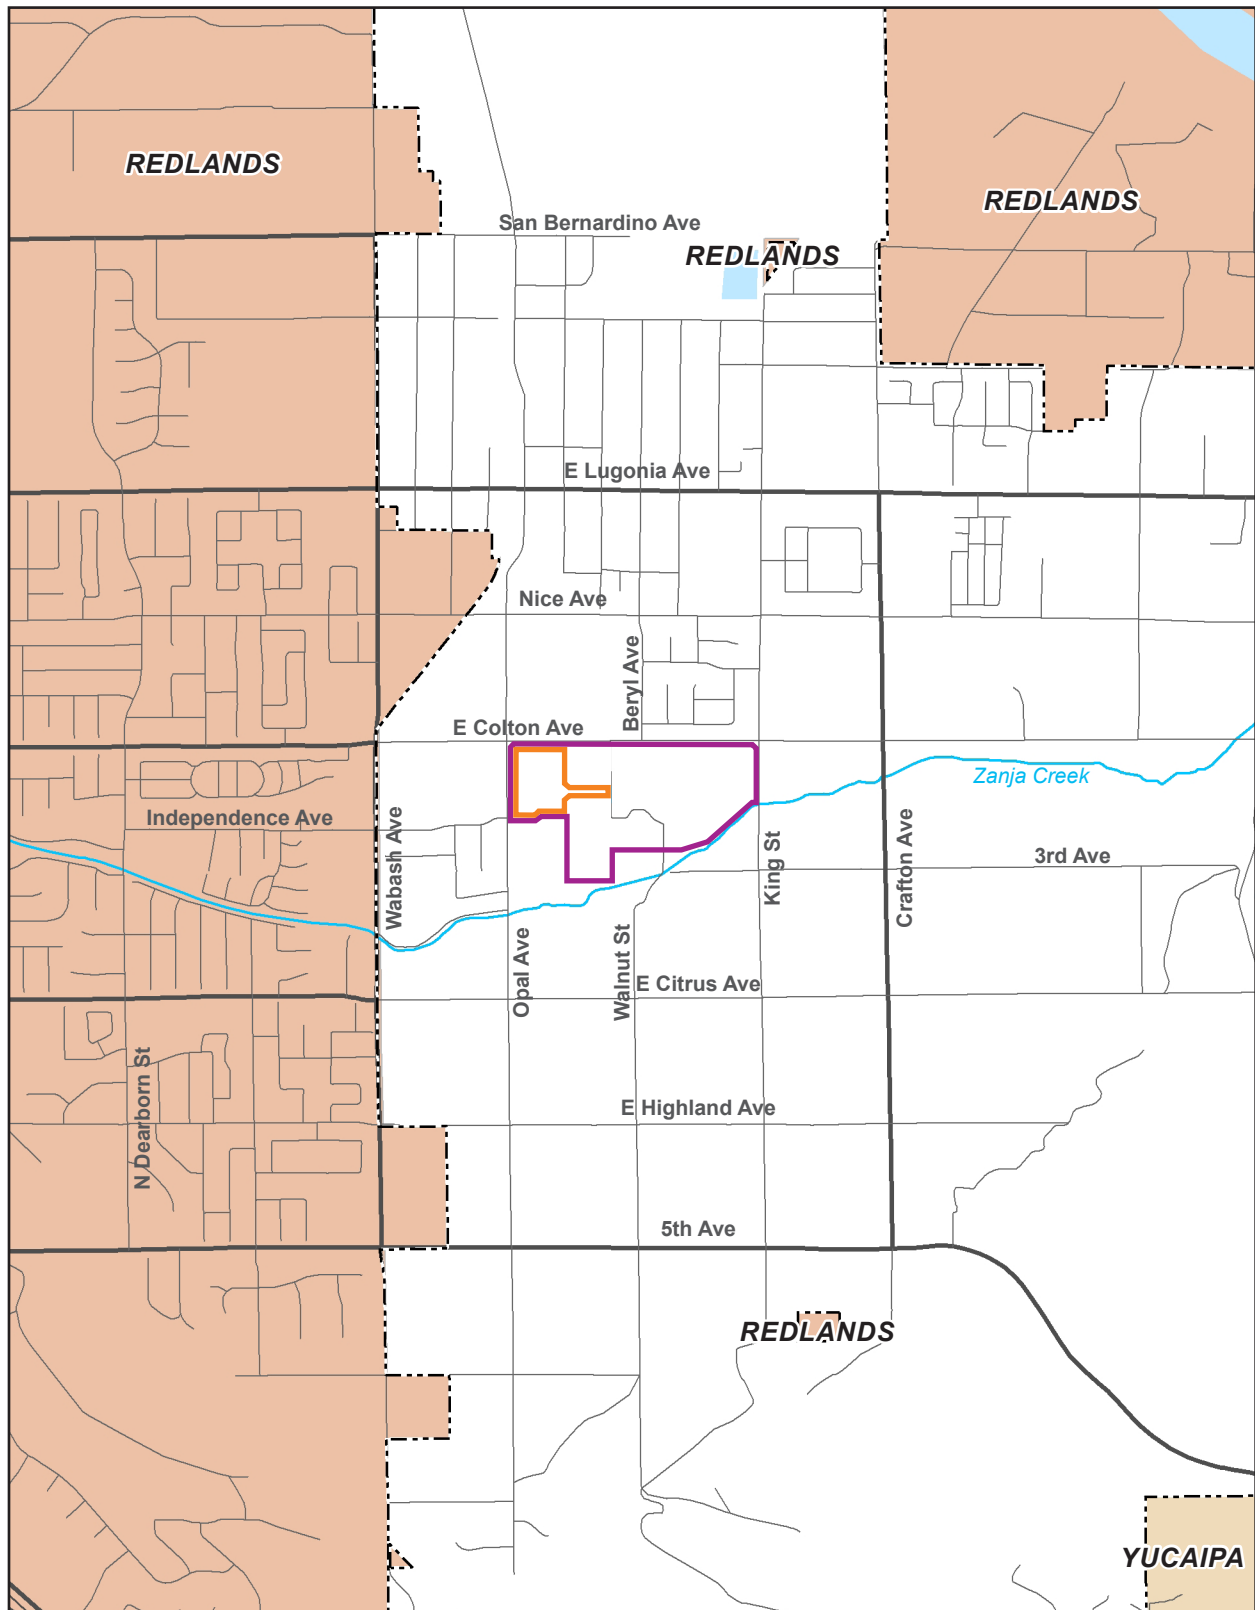 REDLANDS
REDLANDS
San Bernardino Ave
REDLANDS
E Lugonia Ave
Nice Ave
Beryl Ave
E Colton Ave
Zanja Creek
Independence Ave
Wabash Ave
King St
Crafton Ave
3rd Ave
Opal Ave
Walnut St
E Citrus Ave
N Dearborn St
E Highland Ave
5th Ave
REDLANDS
YUCAIPA